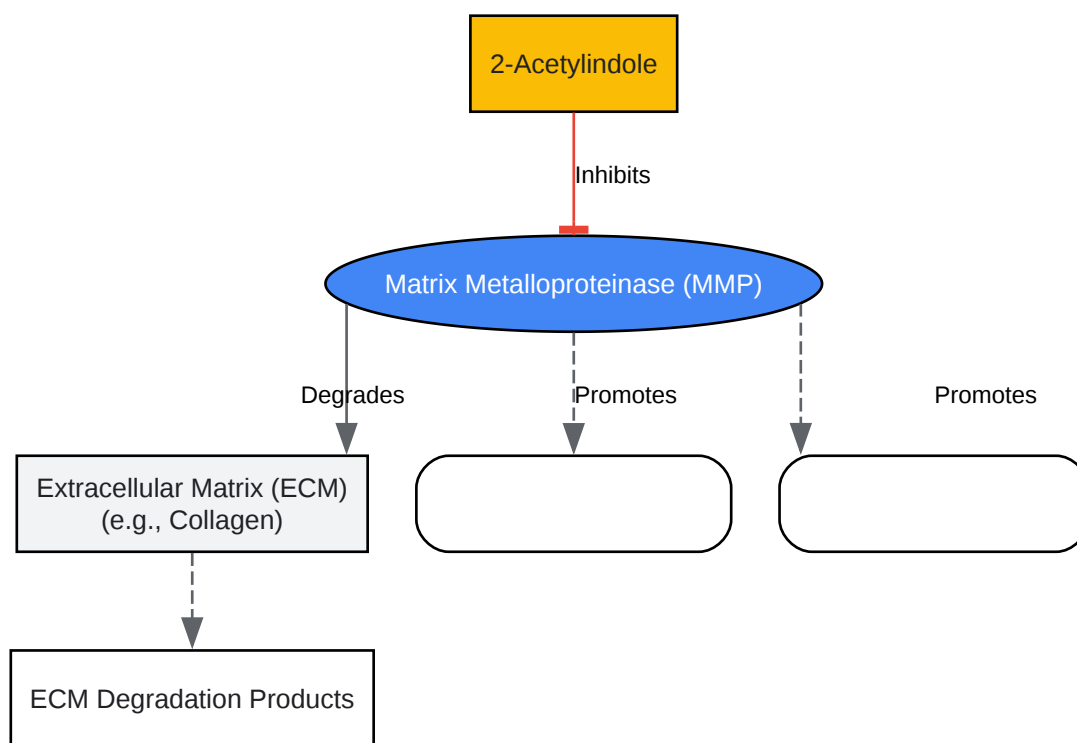 2-Acetylindole
Inhibits
Matrix Metalloproteinase (MMP)
Degrades
Promotes
Promotes
Extracellular Matrix (ECM)
(e.g., Collagen)
ECM Degradation Products